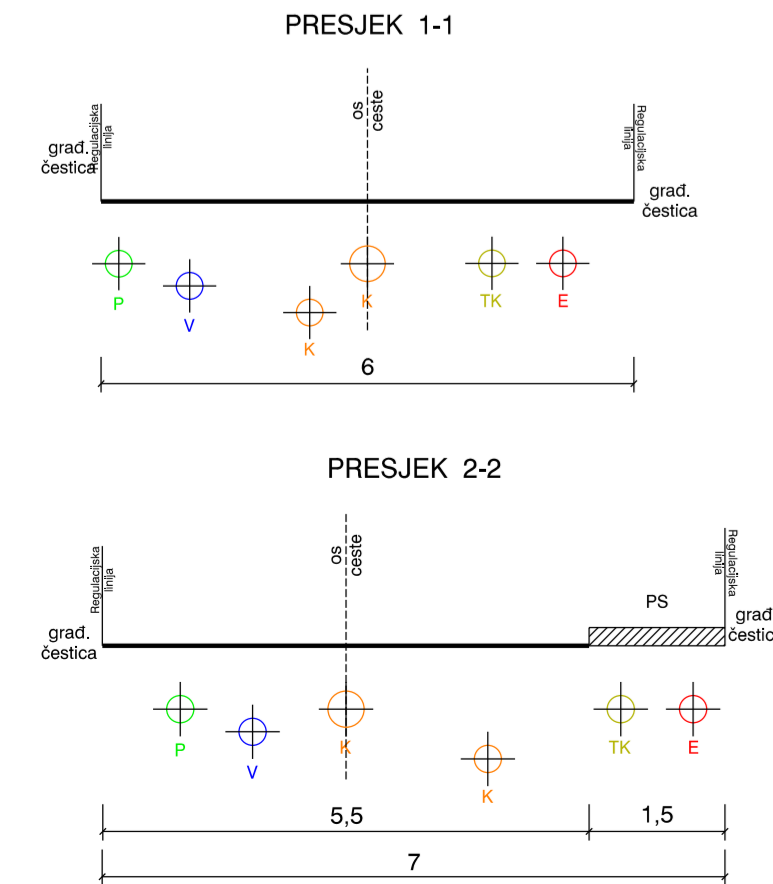 PRESJEK 1-1
os
ceste
Regulacijska
linija
Regulacijska
linija
građ.
čestica
građ.
čestica
P
V
K
K
TK
E
6
PRESJEK 2-2
os
ceste
Regulacijska
linija
Regulacijska
linija
PS
građ.
čestica
građ
čestic
P
V
K
K
TK
E
5,5
1,5
7